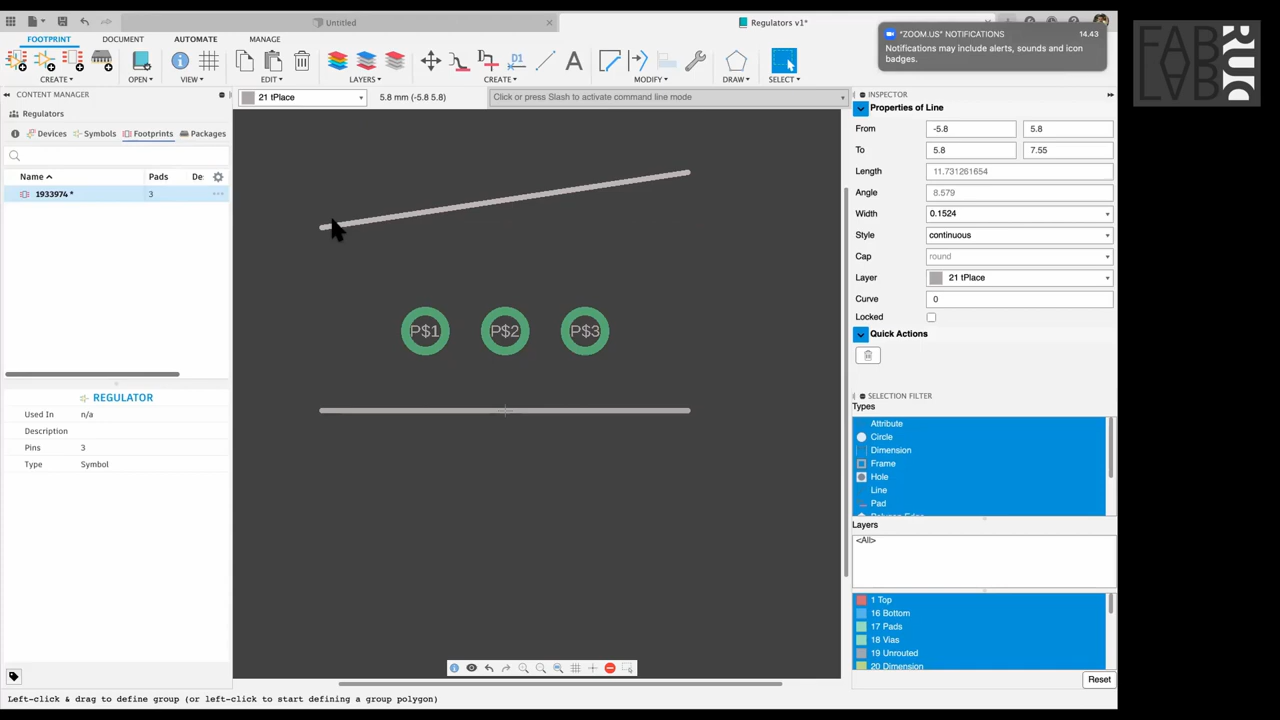 Untitled
Regulators v1*
"ZOOM.US" NOTIFICATIONS 14.43
Notifications may include alerts, sounds and icon
badges.
FAB
LAB
RUC
FOOTPRINT DOCUMENT AUTOMATE MANAGE
D1
CREATE OPEN VIEW EDIT LAYERS CREATE MODIFY DRAW SELECT
CONTENT MANAGER
21 tPlace
5.8 mm (-5.8 5.8)
Click or press Slash to activate command line mode
INSPECTOR
Regulators
Devices Symbols Footprints Packages
Name Pads De:
1933974 * 3
P$1 P$2 P$3
REGULATOR
Used In n/a
Description
Pins 3
Type Symbol
Properties of Line
From -5.8 5.8
To 5.8 7.55
Length 11.731261654
Angle 8.579
Width 0.1524
Style continuous
Cap round
Layer 21 tPlace
Curve 0
Locked
Quick Actions
SELECTION FILTER
Types
Attribute
Circle
Dimension
Frame
Hole
Line
Pad
Layers
<All>
1 Top
16 Bottom
17 Pads
18 Vias
19 Unrouted
20 Dimension
Reset
Left-click & drag to define group (or left-click to start defining a group polygon)